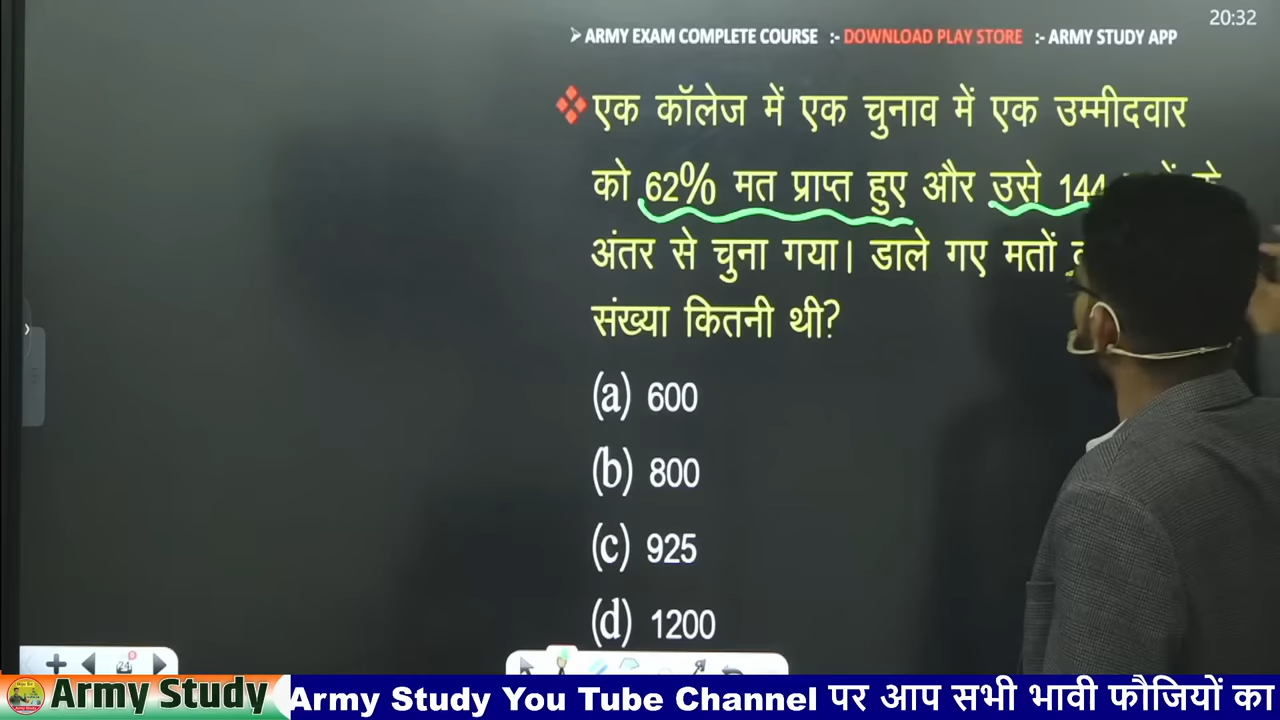 20:32
➢ ARMY EXAM COMPLETE COURSE :- DOWNLOAD PLAY STORE :- ARMY STUDY APP
❖ एक कॉलेज में एक चुनाव में एक उम्मीदवार
को 62% मत प्राप्त हुए और उसे 144
अंतर से चुना गया। डाले गए मतों
संख्या कितनी थी?
(a) 600
(b) 800
(c) 925
(d) 1200
24
Army Study
Army Study You Tube Channel पर आप सभी भावी फौजियों का